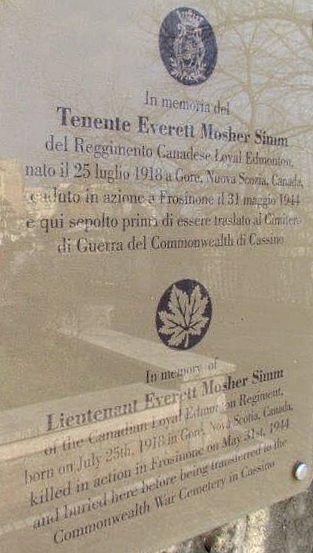 In memoria del
Tenente Everett Mosher Simm
del Reggimento Canadese Loyal Edmonton,
nato il 25 luglio 1918 a Gore, Nuova Scozia, Canada,
caduto in azione a Frosinone il 31 maggio 1944
e qui sepolto prima di essere traslato al Cimitero
di Guerra del Commonwealth di Cassino
In memory of
Lieutenant Everett Mosher Simm
of the Canadian Loyal Edmonton Regiment,
born on July 25th, 1918 in Gore, Nova Scotia, Canada,
killed in action in Frosinone on May 31st, 1944
and buried here before being transferred to the
Commonwealth War Cemetery in Cassino